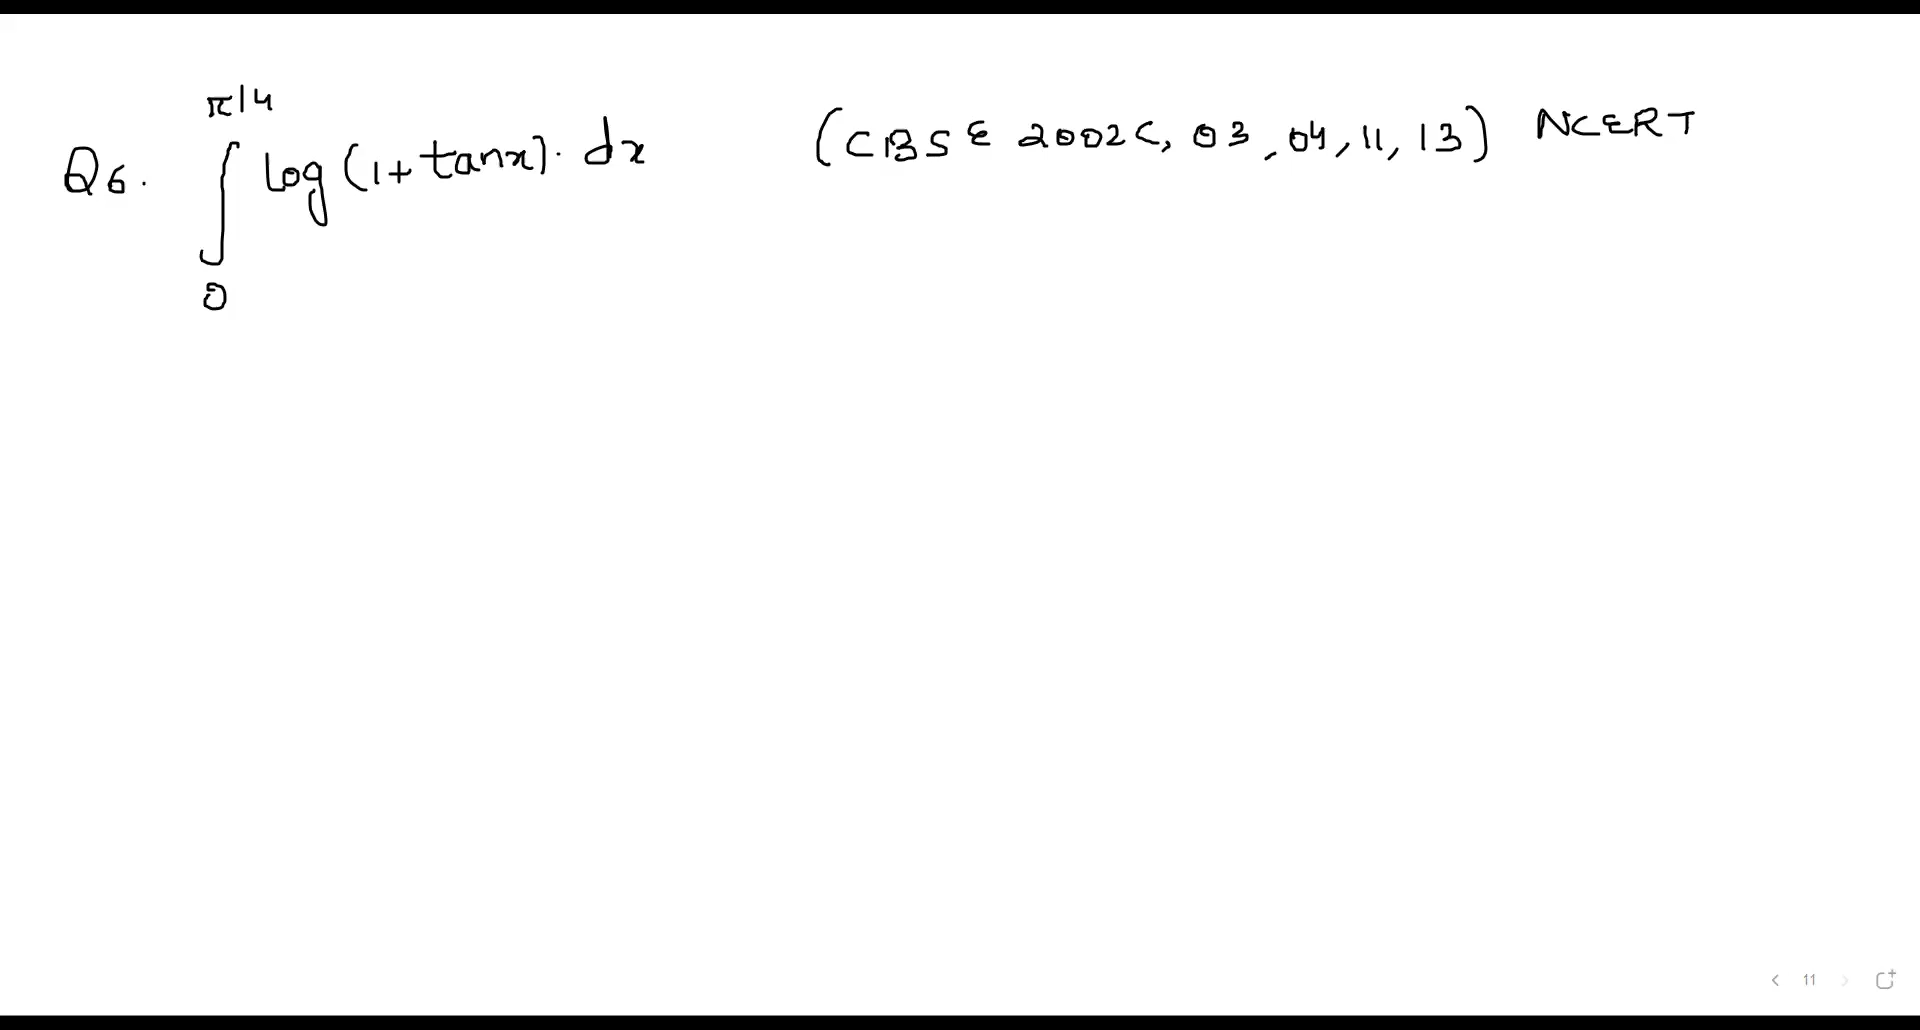 Q6. ∫₀^π/4 log(1+tanx). dx (CBSE 2002C, 03, 04, 11, 13) NCERT
11